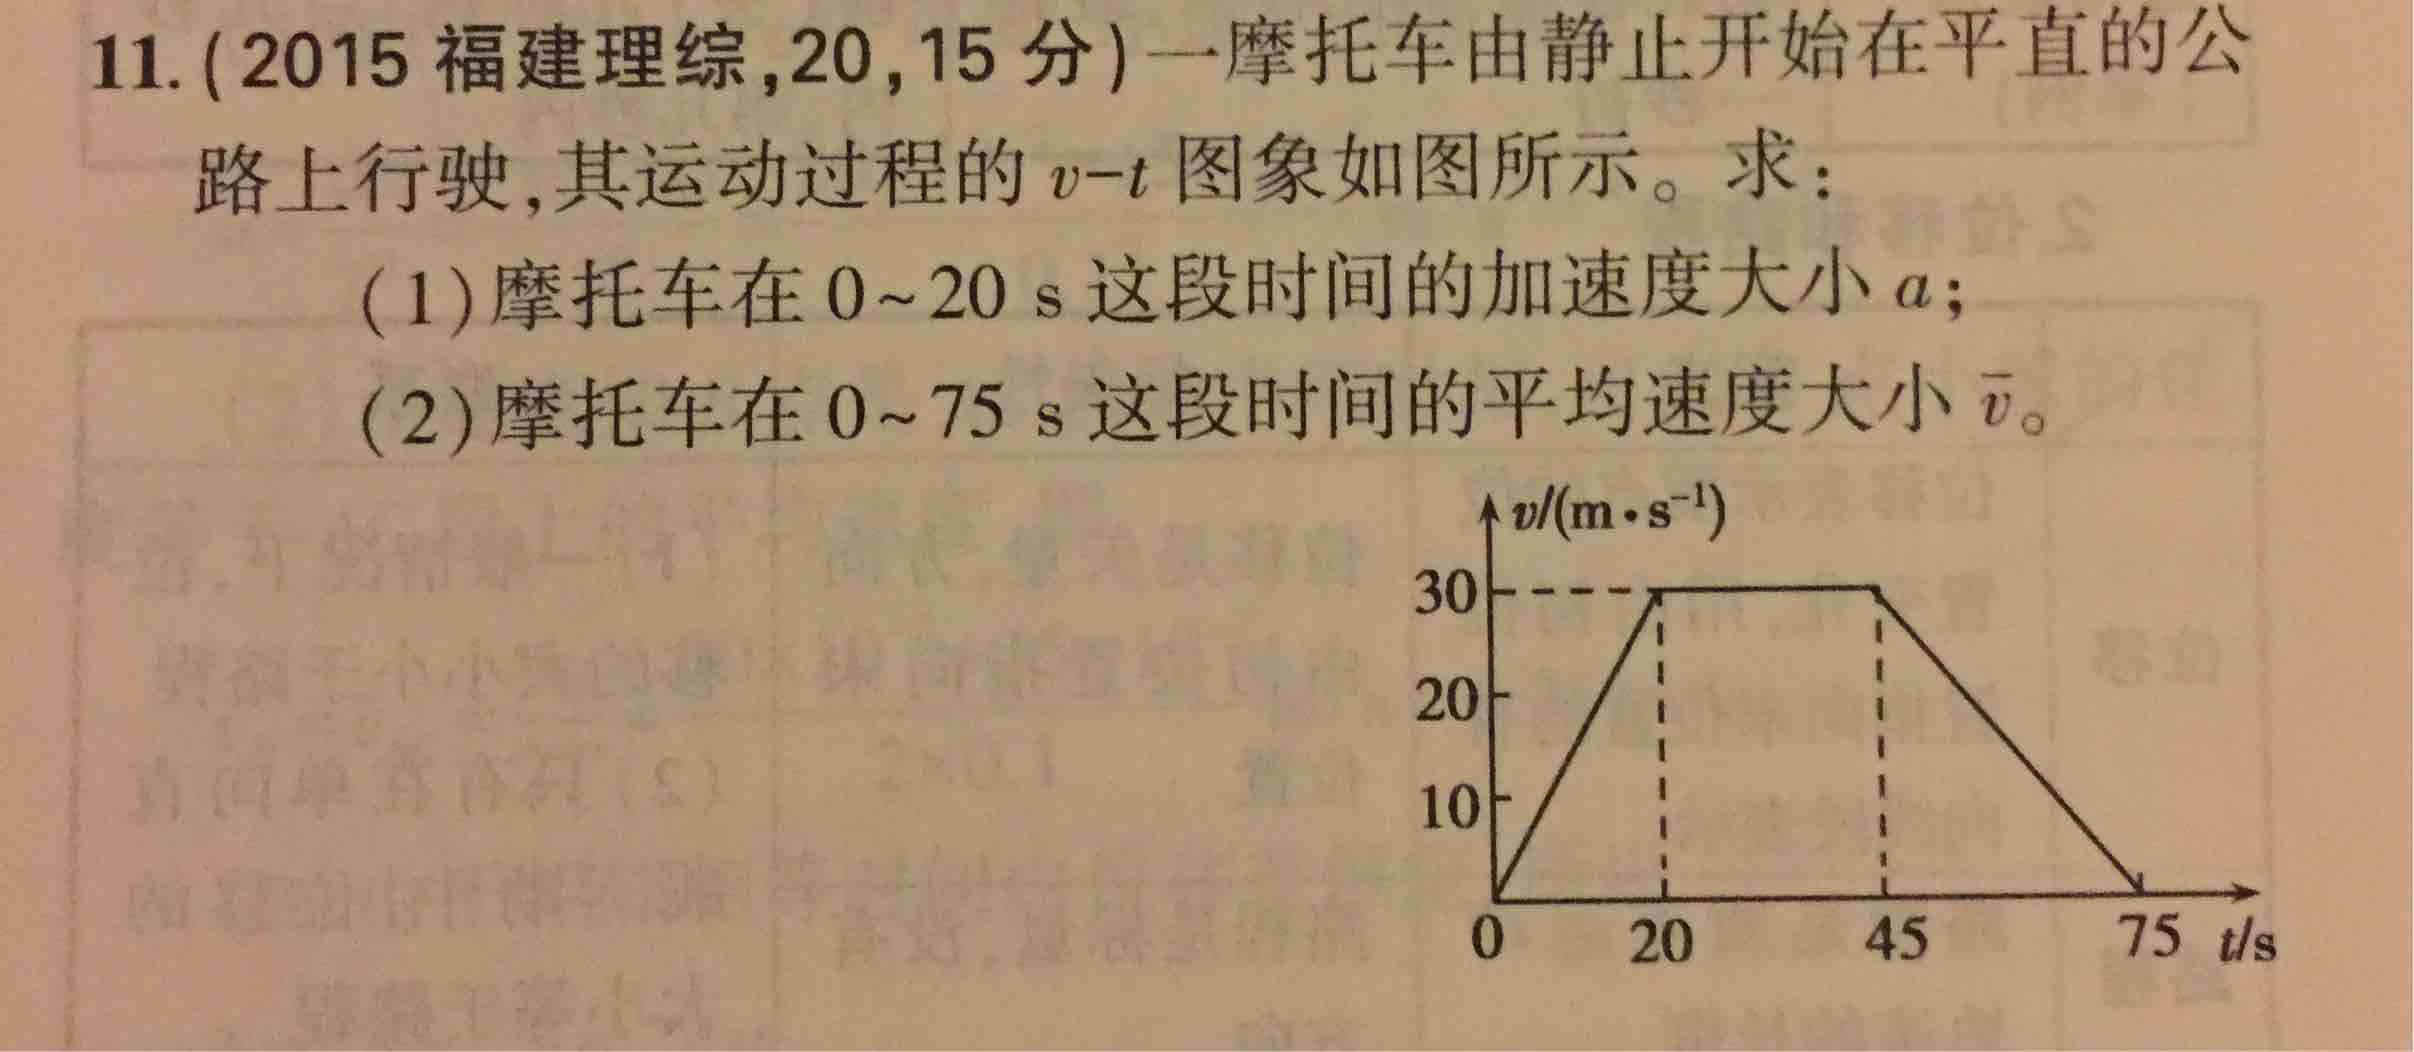 11.(2015 福建理综,20,15 分)一摩托车由静止开始在平直的公
路上行驶,其运动过程的 v-t 图象如图所示。求:
(1)摩托车在 0~20 s 这段时间的加速度大小 a;
(2)摩托车在 0~75 s 这段时间的平均速度大小 v̄。
v/(m·s⁻¹)
30
20
10
0 20 45 75 t/s